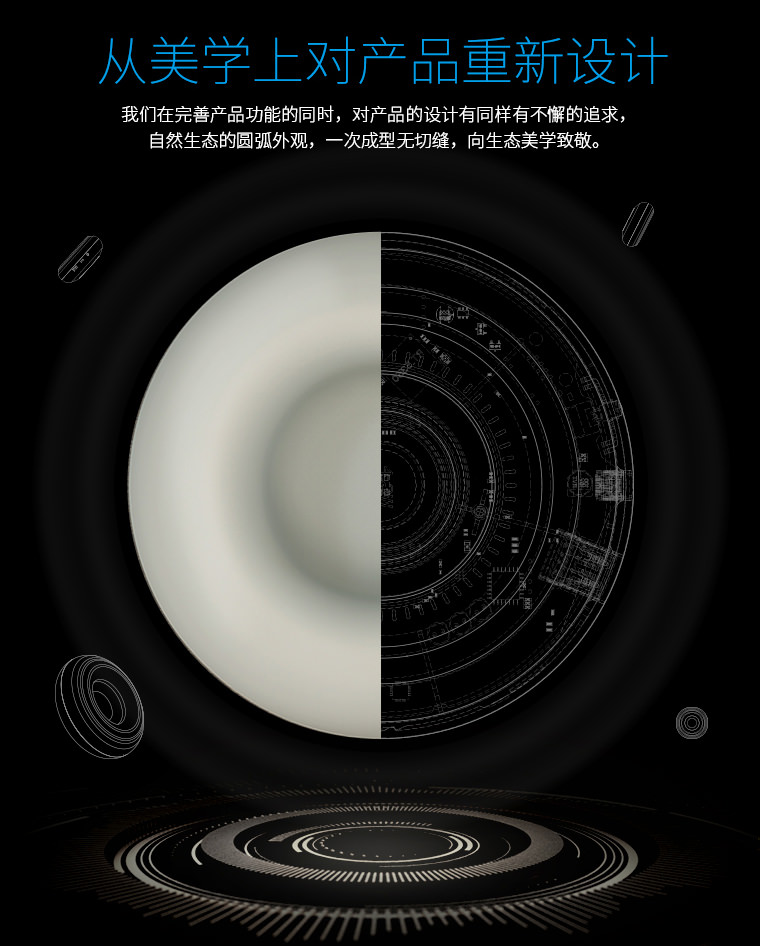 从美学上对产品重新设计
我们在完善产品功能的同时，对产品的设计有同样有不懈的追求，
自然生态的圆弧外观，一次成型无切缝，向生态美学致敬。